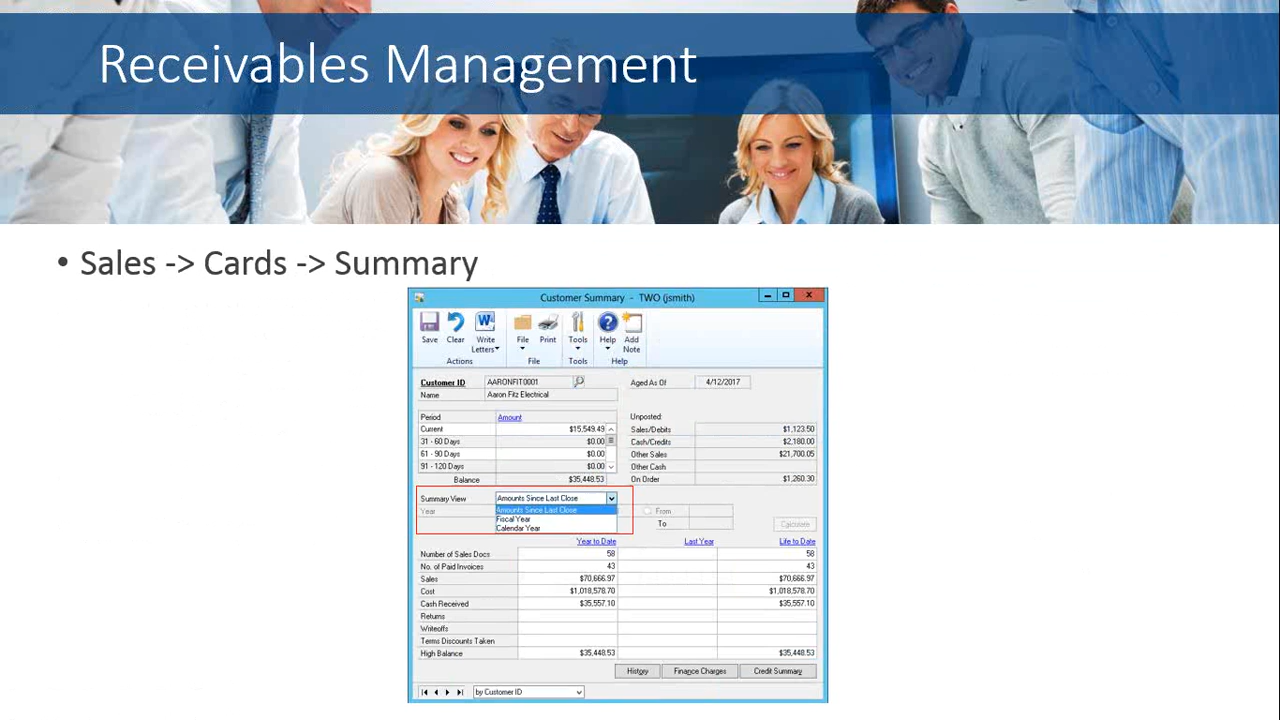 Receivables Management
• Sales -> Cards -> Summary
Customer Summary - TWO (jsmith)
Save Clear Write Letters File Print Tools Help Add Note
Actions File Tools Help
Customer ID AARONFIT0001 Aged As Of 4/12/2017
Name Aaron Fitz Electrical
Period Amount Unposted:
Current $15,549.49 Sales/Debits $1,123.50
31 - 60 Days $0.00 Cash/Credits $2,180.00
61 - 90 Days $0.00 Other Sales $21,700.05
91 - 120 Days $0.00 Other Cash
Balance $35,448.53 On Order $1,260.30
Summary View Amounts Since Last Close
Year Amounts Since Last Close From
Fiscal Year To Calculate
Calendar Year
Year to Date Last Year Life to Date
Number of Sales Docs 58 58
No. of Paid Invoices 43 43
Sales $70,666.97 $70,666.97
Cost $1,018,578.70 $1,018,578.70
Cash Received $35,557.10 $35,557.10
Returns
Writeoffs
Terms Discounts Taken
High Balance $35,448.53 $35,448.53
History Finance Charges Credit Summary
by Customer ID